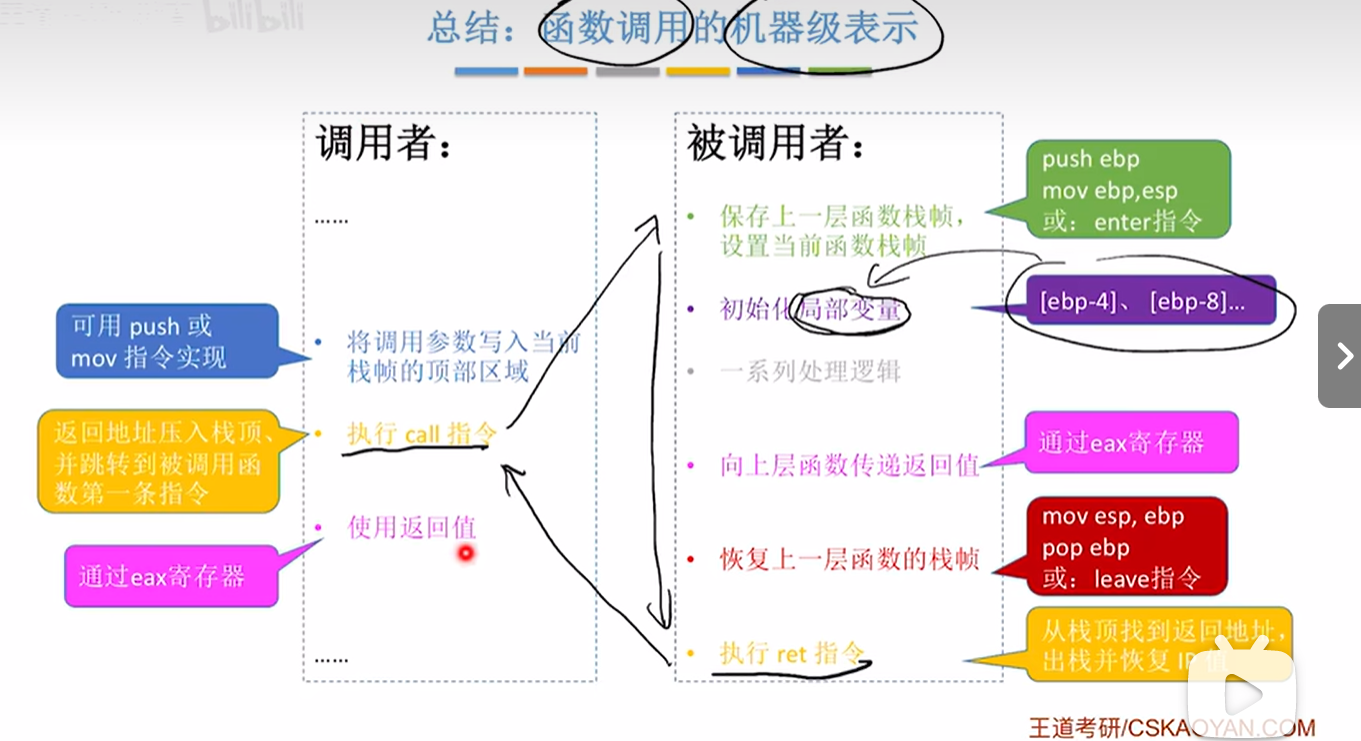 bilibili
总结：函数调用的机器级表示
调用者：
……
可用 push 或
mov 指令实现
• 将调用参数写入当前
栈帧的顶部区域
返回地址压入栈顶、
并跳转到被调用函
数第一条指令
• 执行 call 指令
• 使用返回值
通过eax寄存器
……
被调用者：
• 保存上一层函数栈帧，
设置当前函数栈帧
push ebp
mov ebp,esp
或：enter指令
• 初始化局部变量
[ebp-4]、 [ebp-8]...
• 一系列处理逻辑
• 向上层函数传递返回值
通过eax寄存器
• 恢复上一层函数的栈帧
mov esp, ebp
pop ebp
或：leave指令
• 执行 ret 指令
从栈顶找到返回地址，
出栈并恢复 IP 值
王道考研/CSKAOYAN.COM